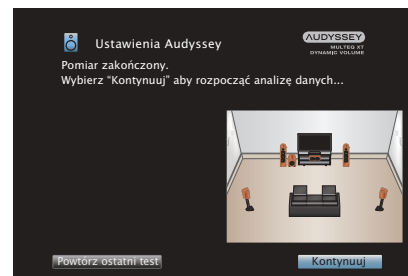 Ustawienia Audyssey
AUDYSSEY
MULTEQ XT
DYNAMIC VOLUME
Pomiar zakończony.
Wybierz “Kontynuuj” aby rozpocząć analizę danych...
Powtórz ostatni test
Kontynuuj